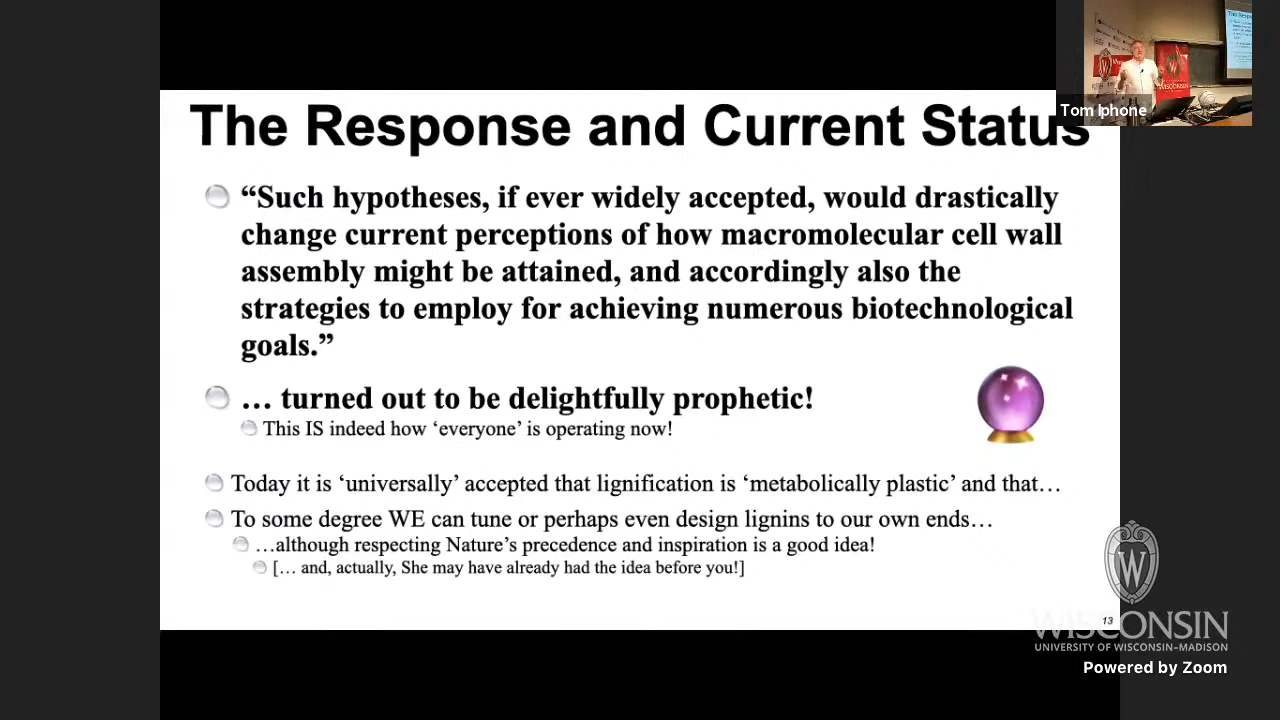 The Response and Current Status
“Such hypotheses, if ever widely accepted, would drastically
change current perceptions of how macromolecular cell wall
assembly might be attained, and accordingly also the
strategies to employ for achieving numerous biotechnological
goals.”
… turned out to be delightfully prophetic!
This IS indeed how ‘everyone’ is operating now!
Today it is ‘universally’ accepted that lignification is ‘metabolically plastic’ and that…
To some degree WE can tune or perhaps even design lignins to our own ends…
…although respecting Nature’s precedence and inspiration is a good idea!
[… and, actually, She may have already had the idea before you!]
13
Tom Iphone
W
WISCONSIN
UNIVERSITY OF WISCONSIN–MADISON
Powered by Zoom